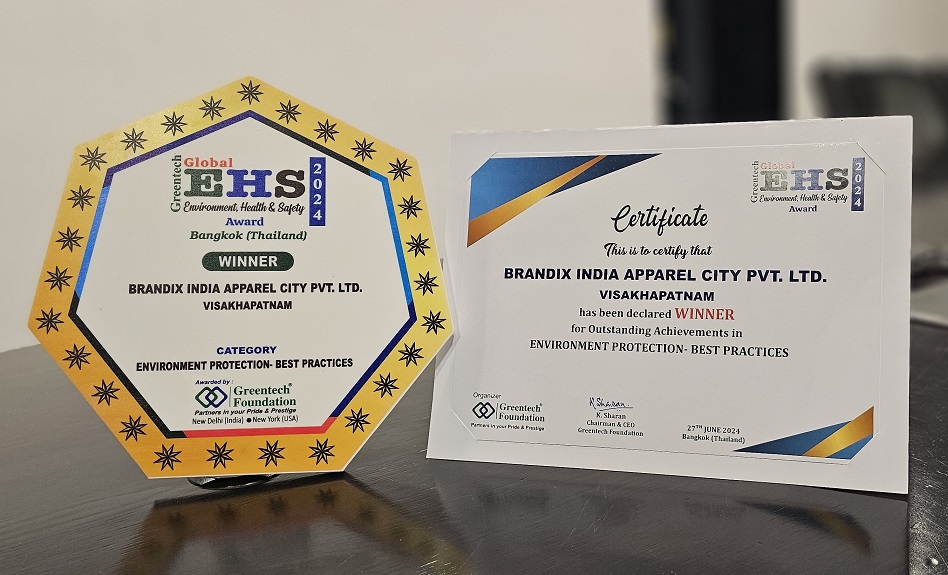 Greentech
Global
EHS
2024
Environment, Health & Safety
Award
Bangkok (Thailand)
WINNER
BRANDIX INDIA APPAREL CITY PVT. LTD.
VISAKHAPATNAM
CATEGORY
ENVIRONMENT PROTECTION- BEST PRACTICES
Awarded by :
Greentech®
Foundation
Partners in your Pride & Prestige
New Delhi (India) ● New York (USA)
Greentech
Global
EHS
2024
Environment, Health & Safety
Award
Certificate
This is to certify that
BRANDIX INDIA APPAREL CITY PVT. LTD.
VISAKHAPATNAM
has been declared WINNER
for Outstanding Achievements in
ENVIRONMENT PROTECTION- BEST PRACTICES
Organizer
Greentech®
Foundation
Partners in your Pride & Prestige
K Sharan
K. Sharan
Chairman & CEO
Greentech Foundation
27TH JUNE 2024
Bangkok (Thailand)